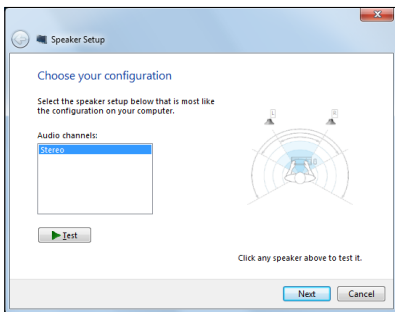 Speaker Setup
Choose your configuration
Select the speaker setup below that is most like
the configuration on your computer.
Audio channels:
Stereo
L
R
Test
Click any speaker above to test it.
Next
Cancel